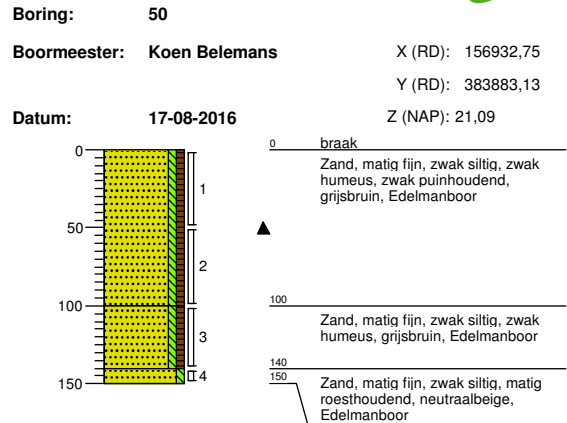 Boring: 50
Boormeester: Koen Belemans
X (RD): 156932,75
Y (RD): 383883,13
Datum: 17-08-2016
Z (NAP): 21,09
0
0 braak
Zand, matig fijn, zwak siltig, zwak
humeus, zwak puinhoudend,
grijsbruin, Edelmanboor
1
50
2
100
100
Zand, matig fijn, zwak siltig, zwak
humeus, grijsbruin, Edelmanboor
3
140
4
150
150
Zand, matig fijn, zwak siltig, matig
roesthoudend, neutraalbeige,
Edelmanboor